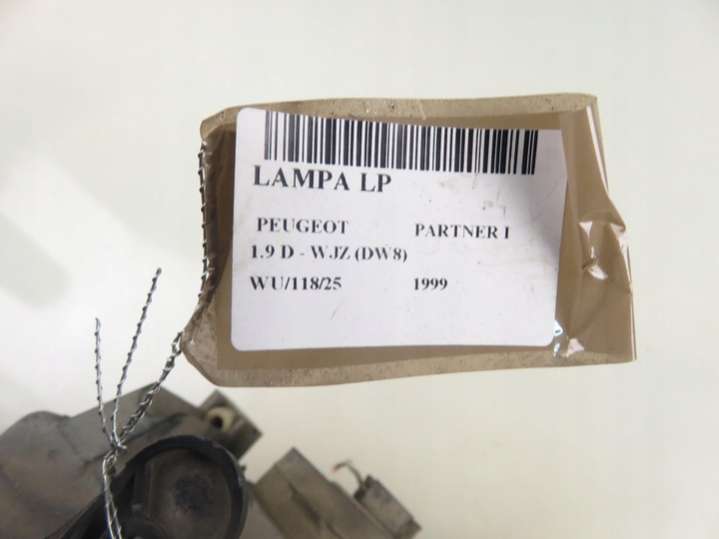 LAMPA LP
PEUGEOT PARTNER I
1.9 D - WJZ (DW8)
WU/118/25 1999